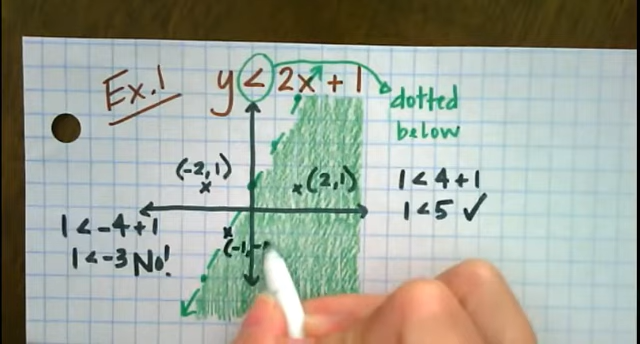 Ex.1 y < 2x + 1
dotted
below
(-2,1)
(2,1)
1 < 4 + 1
1 < 5 ✓
1 < -4 + 1
1 < -3 No!
(-1,-